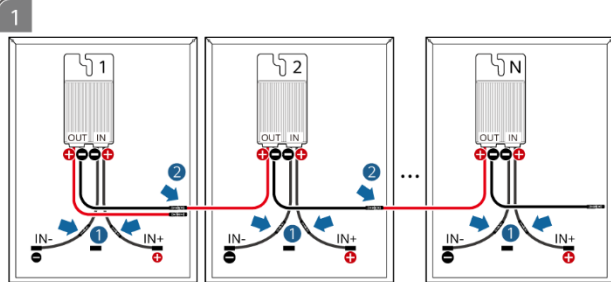 1
1 2 N
OUT IN OUT IN OUT IN
+ − − + + − − + + − − +
2 2 ...
IN- 1 IN+ IN- 1 IN+ IN- 1 IN+
− + − + − +